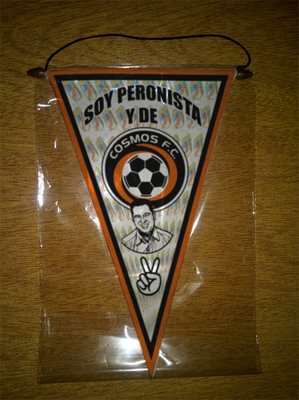 SOY PERONISTA
Y DE
COSMOS F.C.